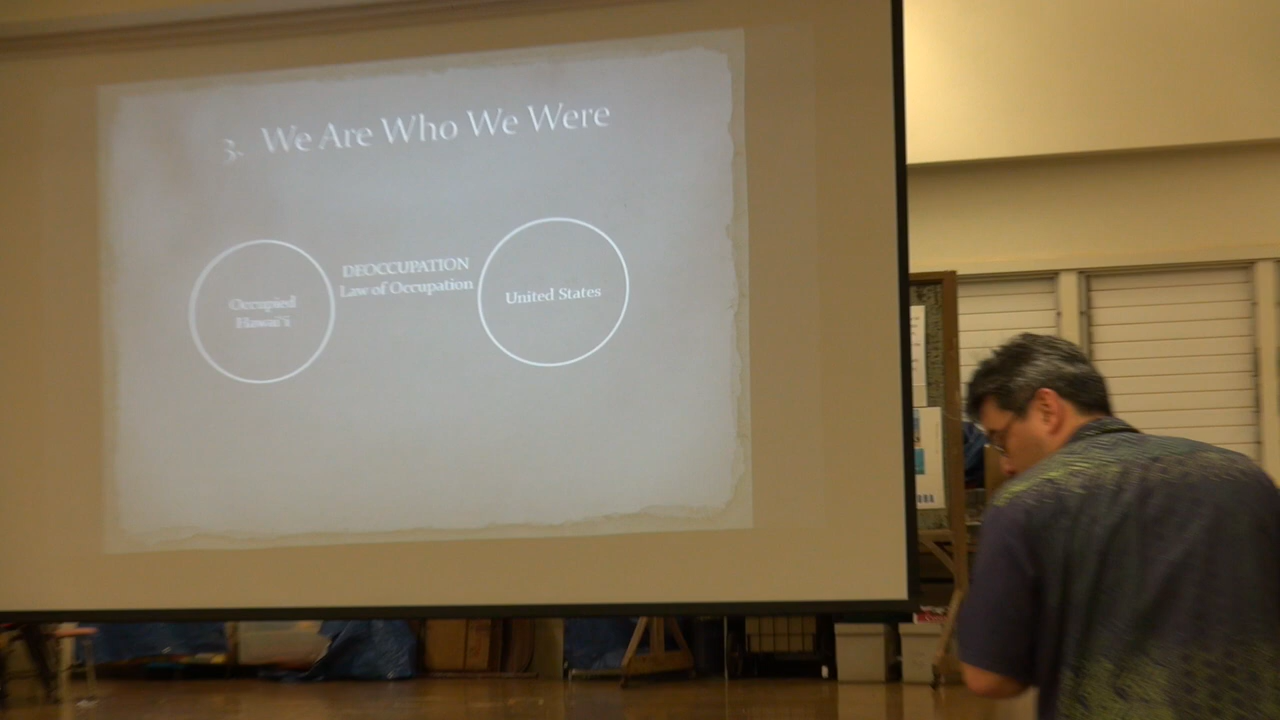 3. We Are Who We Were
DEOCCUPATION
Law of Occupation
Occupied
Hawai'i
United States